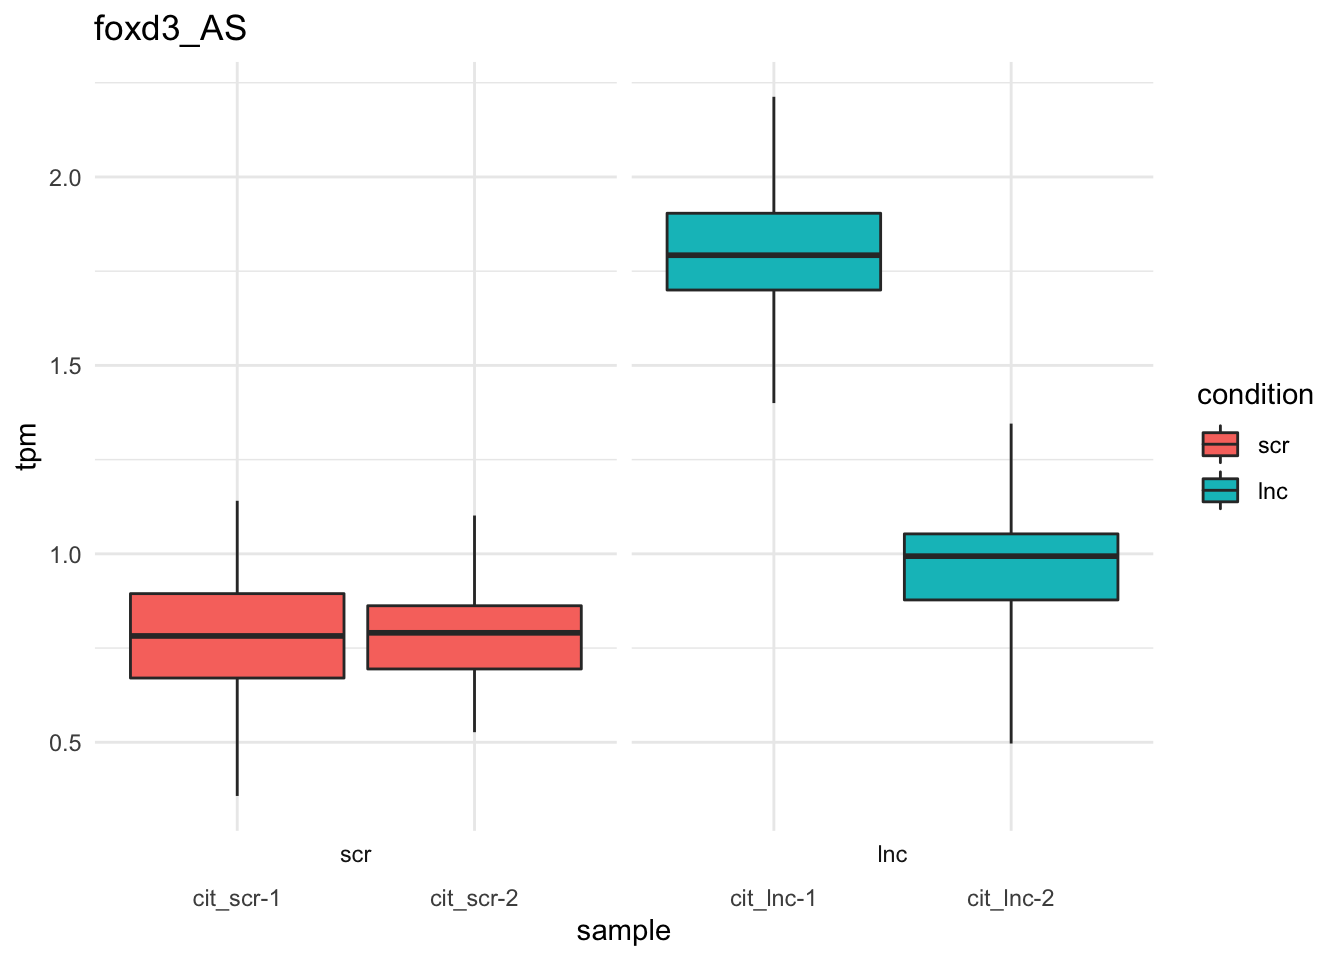 foxd3_AS
2.0
1.5
1.0
0.5
tpm
scr
lnc
cit_scr-1
cit_scr-2
cit_lnc-1
cit_lnc-2
sample
condition
scr
lnc